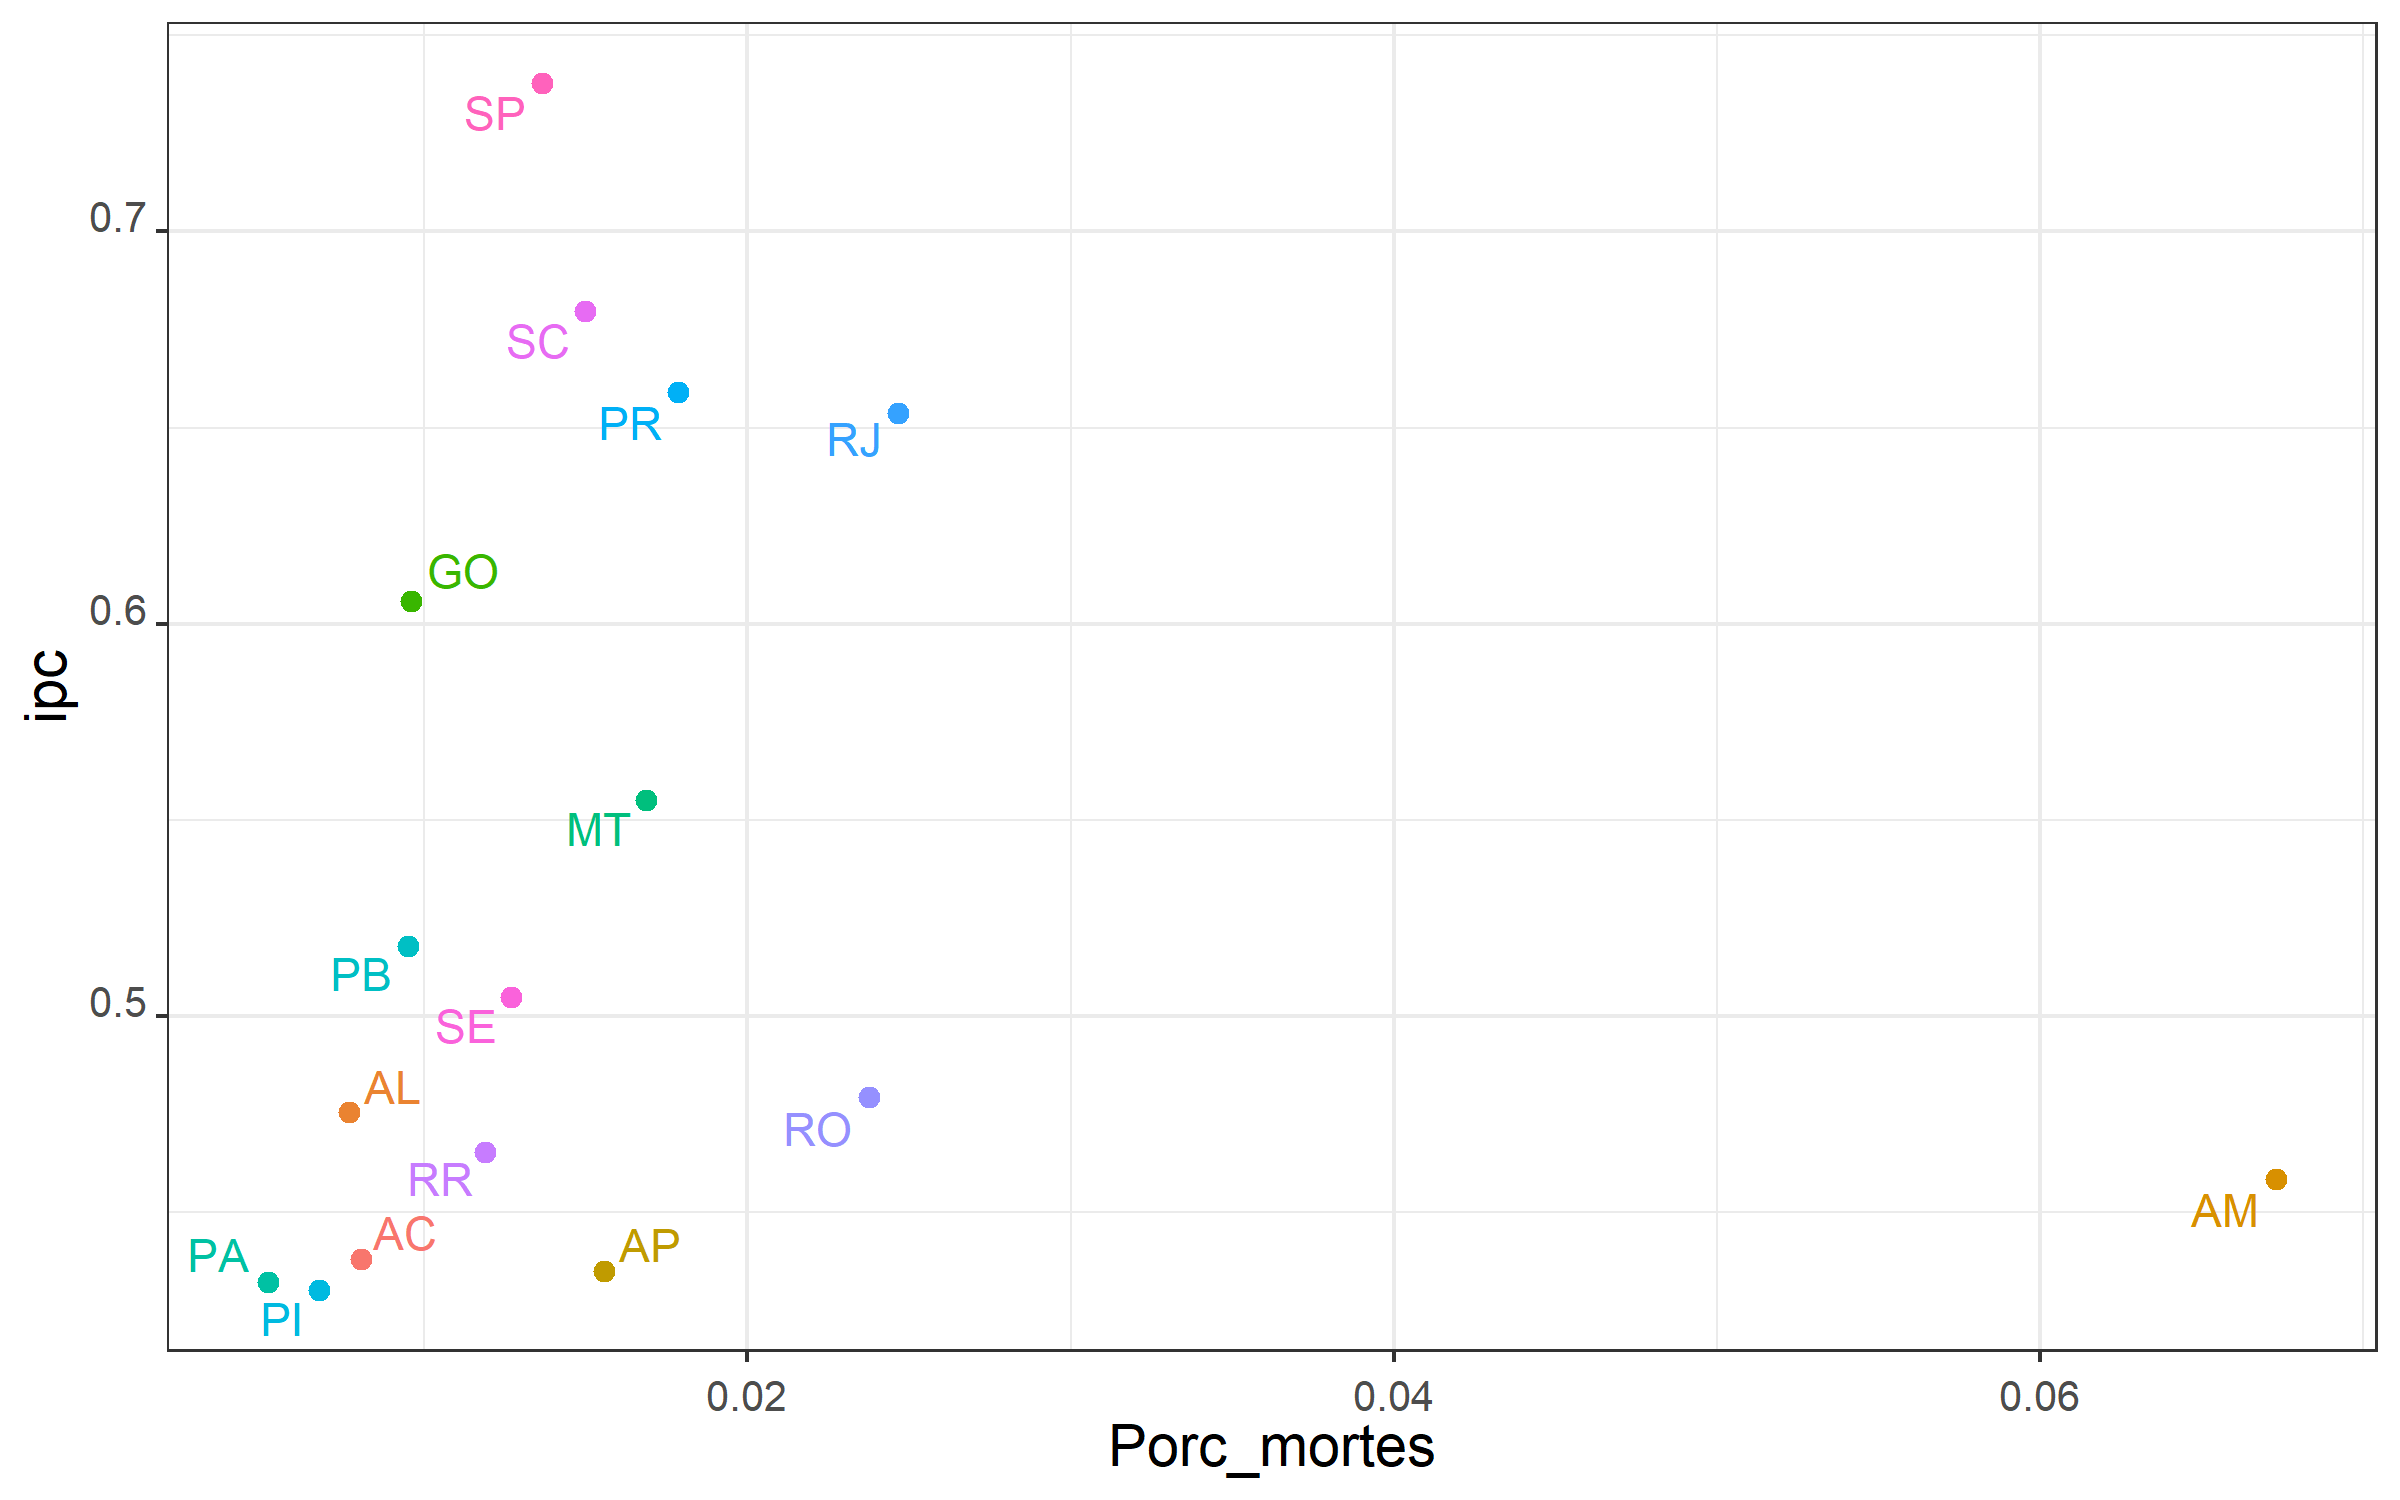 SP
0.7
SC
PR
RJ
GO
0.6
ipc
MT
PB
0.5
SE
AL
RO
RR
AM
AC
AP
PA
PI
0.02
0.04
0.06
Porc_mortes